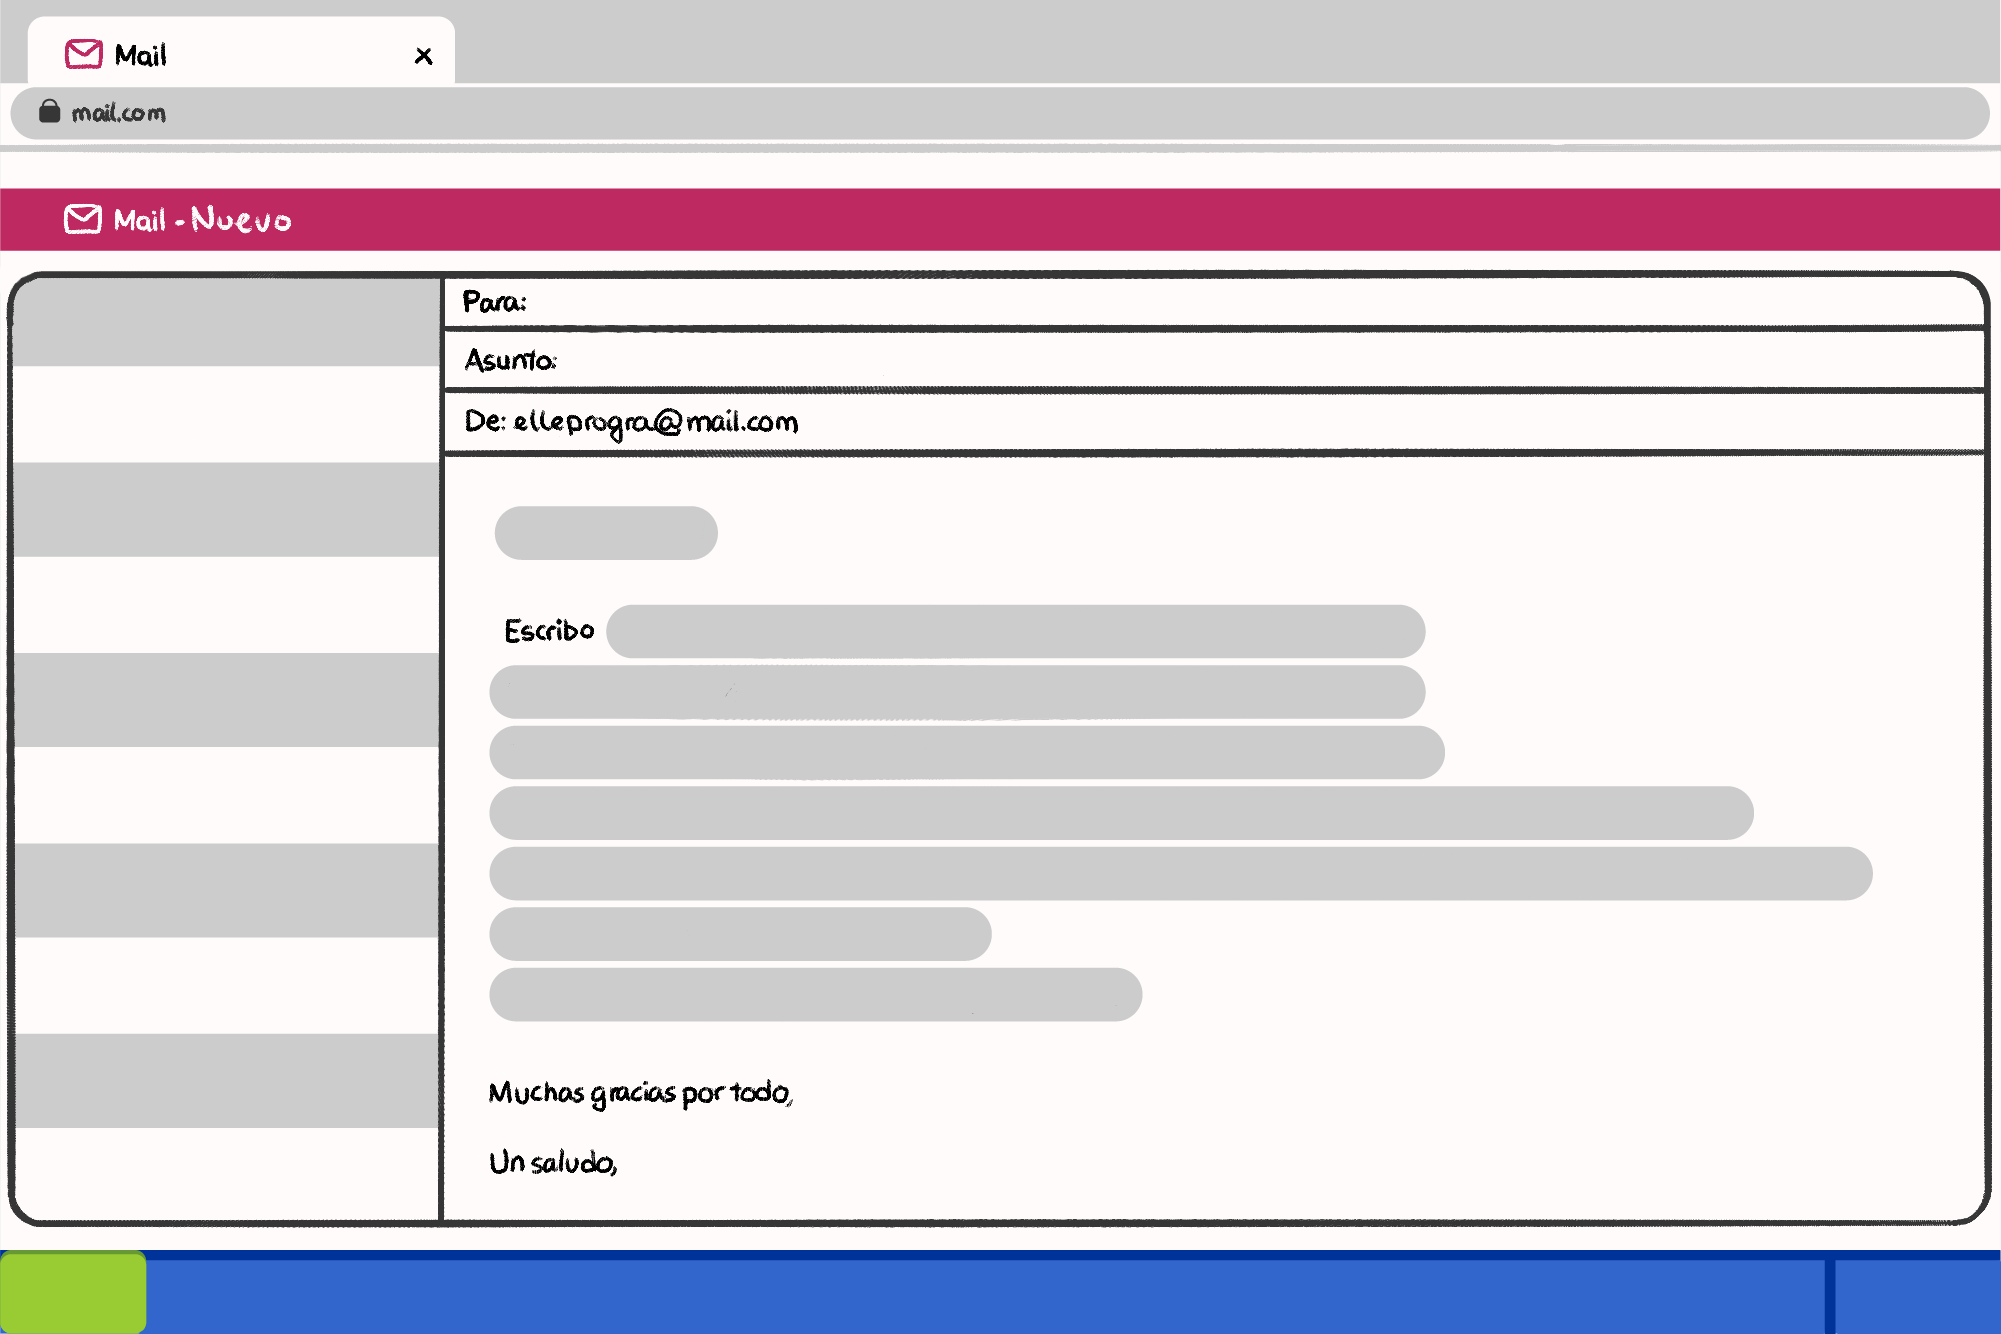 Mail
mail.com
Mail - Nuevo
Para:
Asunto:
De: elleprogra@mail.com
Escribo
Muchas gracias por todo,
Un saludo,